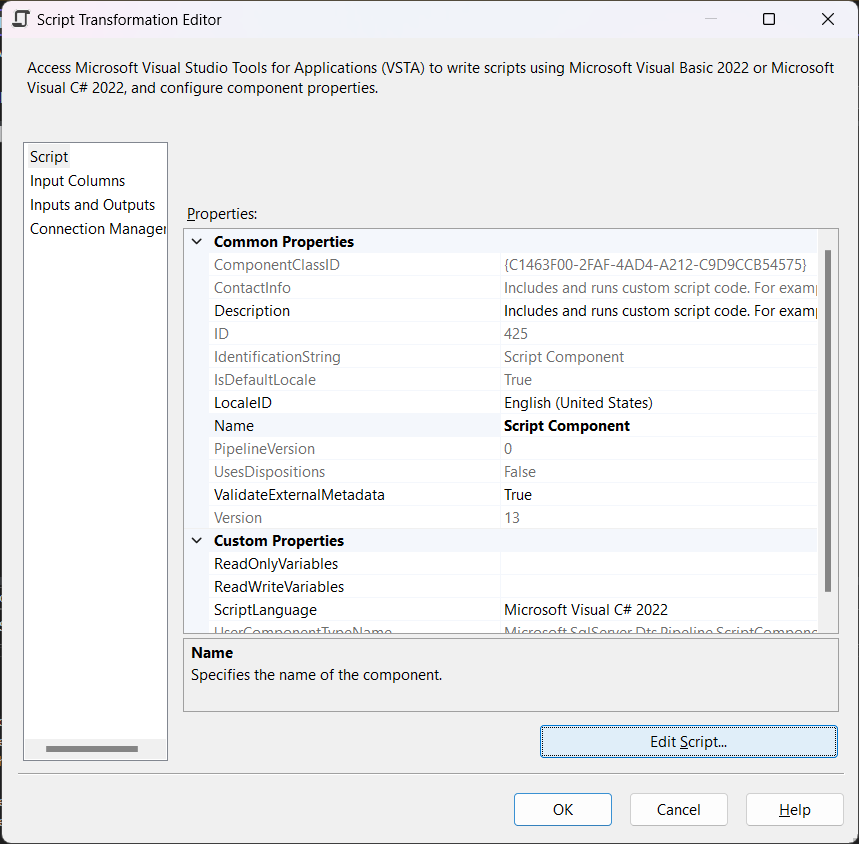 Script Transformation Editor
Access Microsoft Visual Studio Tools for Applications (VSTA) to write scripts using Microsoft Visual Basic 2022 or Microsoft
Visual C# 2022, and configure component properties.
Script
Input Columns
Inputs and Outputs
Connection Manager
Properties:
Common Properties
ComponentClassID {C1463F00-2FAF-4AD4-A212-C9D9CCB54575}
ContactInfo Includes and runs custom script code. For examp
Description Includes and runs custom script code. For examp
ID 425
IdentificationString Script Component
IsDefaultLocale True
LocaleID English (United States)
Name Script Component
PipelineVersion 0
UsesDispositions False
ValidateExternalMetadata True
Version 13
Custom Properties
ReadOnlyVariables
ReadWriteVariables
ScriptLanguage Microsoft Visual C# 2022
UserComponentTypeName Microsoft.SqlServer.Dts.Pipeline.ScriptCompone
Name
Specifies the name of the component.
Edit Script...
OK
Cancel
Help